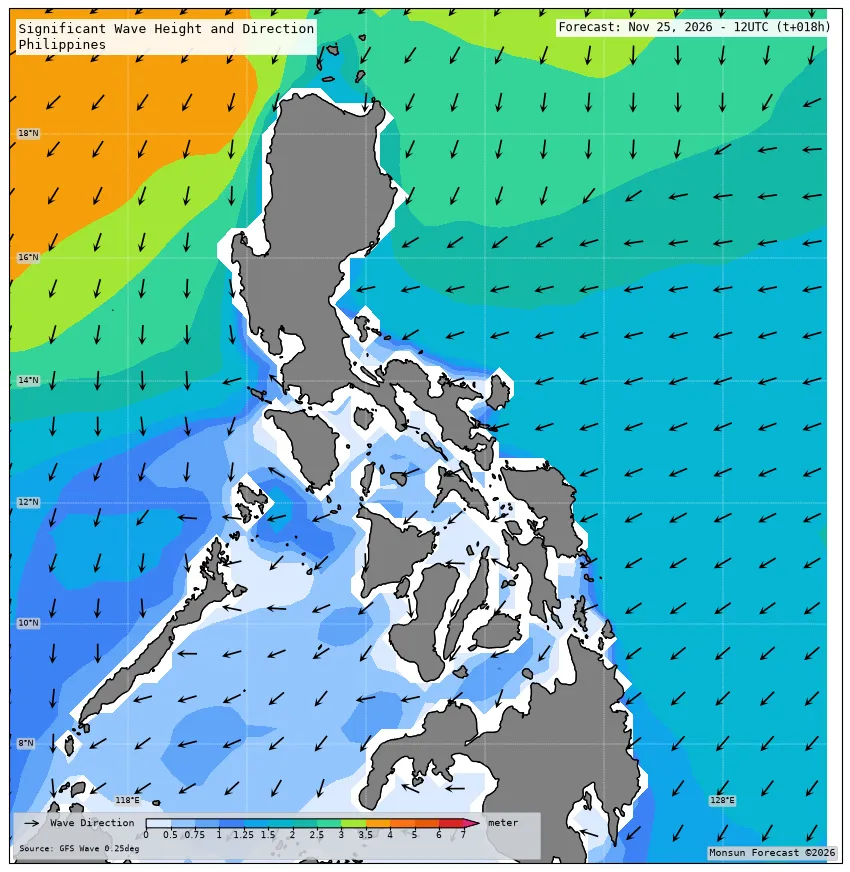 Significant Wave Height and Direction
Philippines
Forecast: Nov 25, 2026 - 12UTC (t+018h)
18°N
16°N
14°N
12°N
10°N
8°N
118°E
128°E
Wave Direction
meter
0 0.5 0.75 1 1.25 1.5 2 2.5 3 3.5 4 5 6 7
Source: GFS Wave 0.25deg
Monsun Forecast ©2026